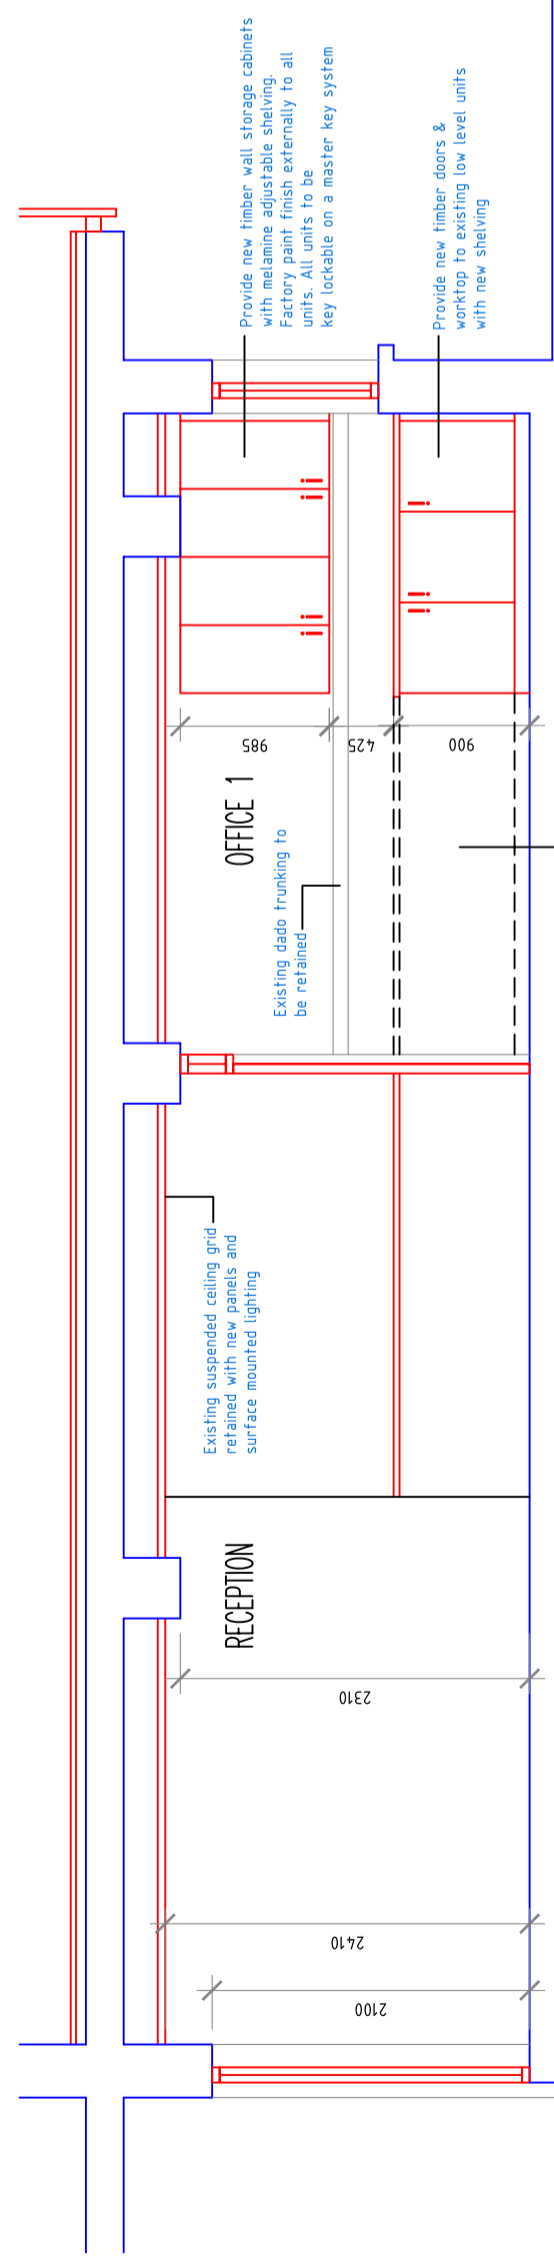 Provide new timber wall storage cabinets
with melamine adjustable shelving.
Factory paint finish externally to all
units. All units to be
key lockable on a master key system
Provide new timber doors &
worktop to existing low level units
with new shelving
OFFICE 1
985
425
900
Existing dado trunking to
be retained
Existing suspended ceiling grid
retained with new panels and
surface mounted lighting
RECEPTION
2310
2410
2100